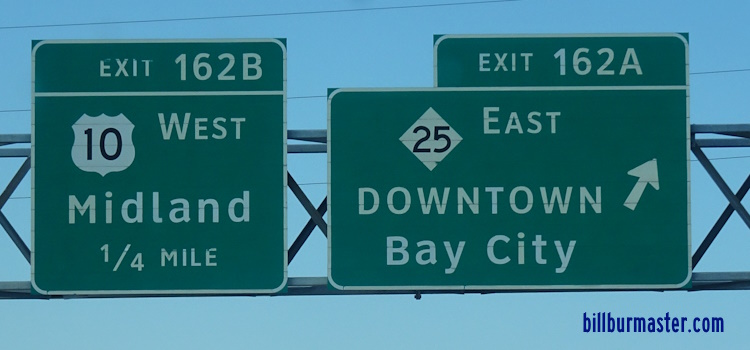 EXIT 162B
10 WEST
Midland
1/4 MILE
EXIT 162A
25 EAST
DOWNTOWN
Bay City
billburmaster.com